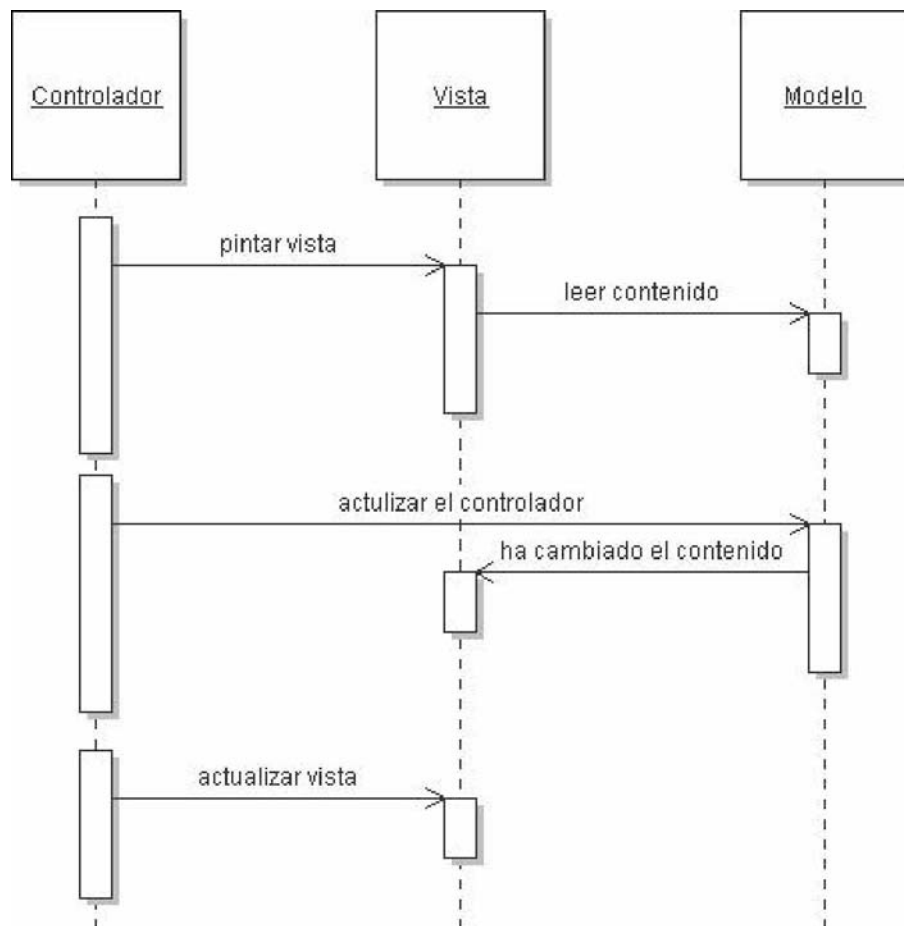 Controlador
Vista
Modelo
pintar vista
leer contenido
actulizar el controlador
ha cambiado el contenido
actualizar vista